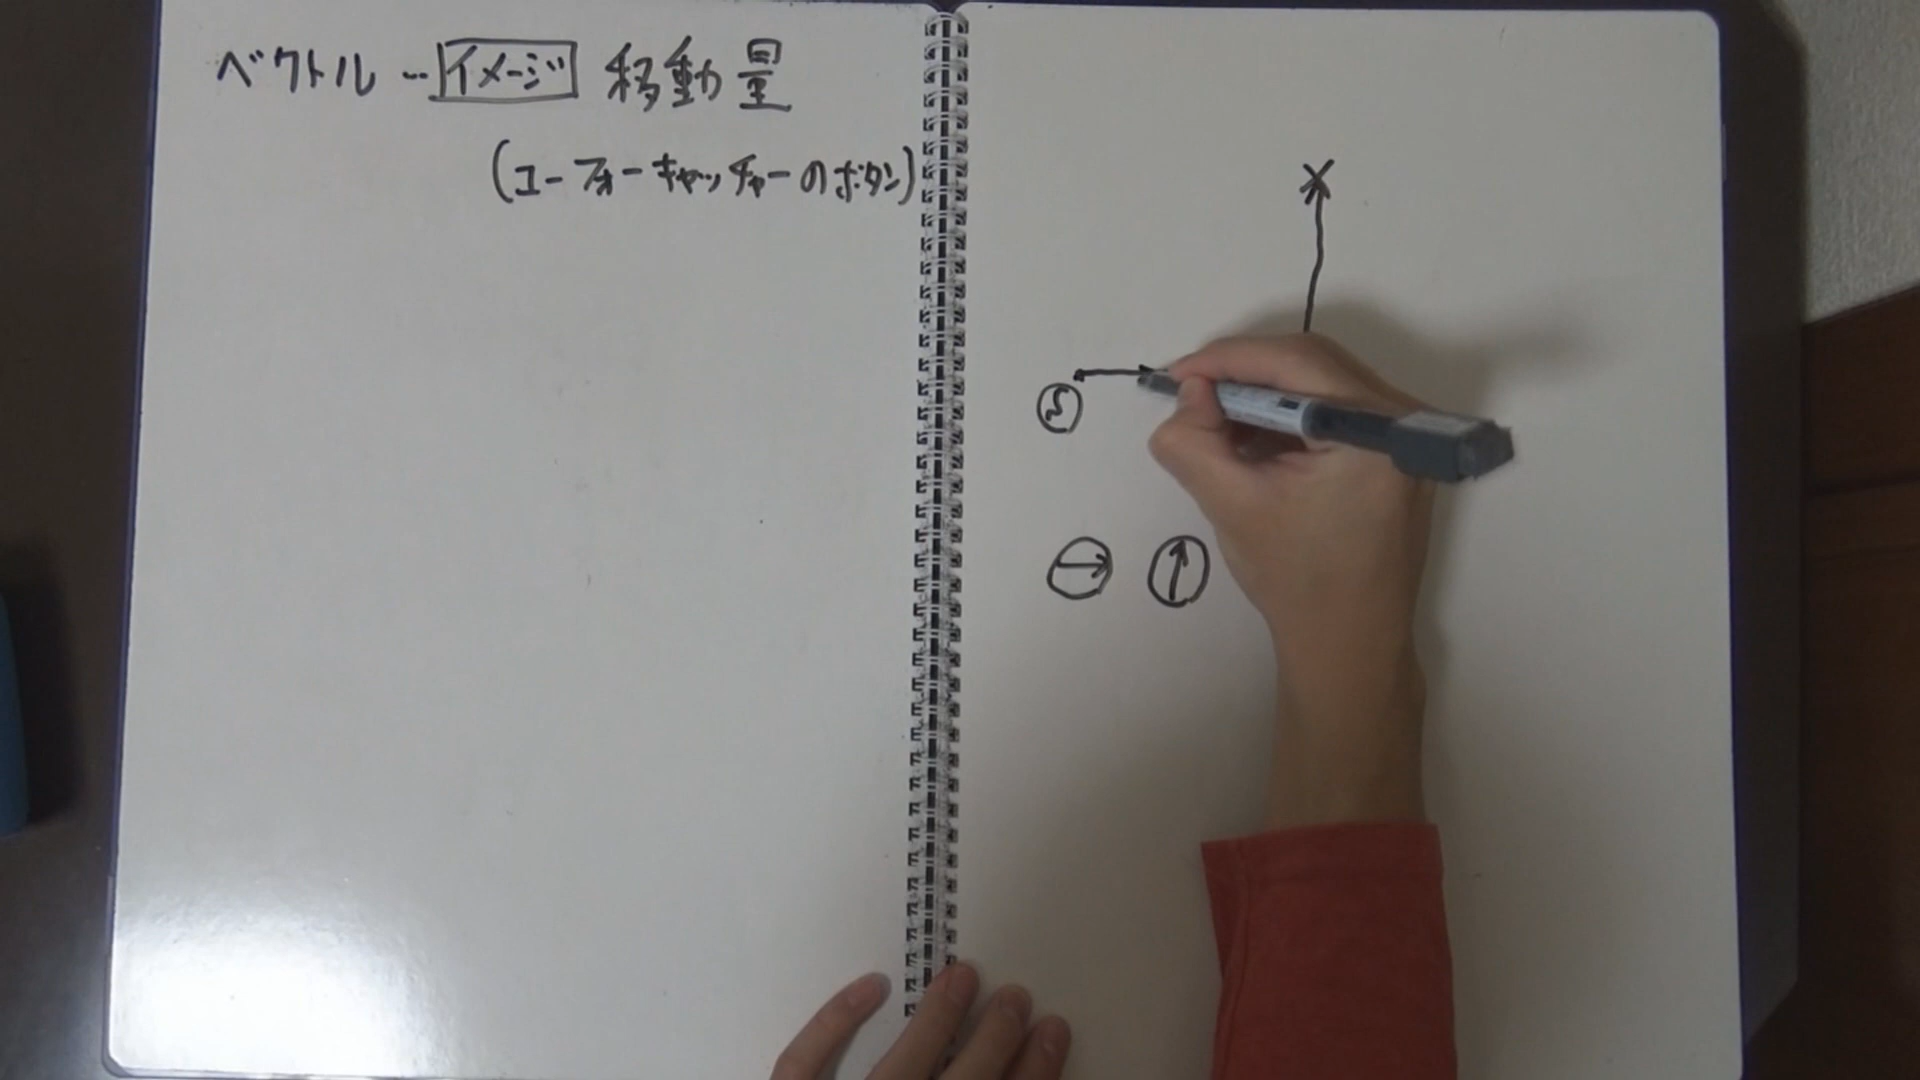 ベクトル … イメージ 移動量
(ユーフォーキャッチャーのボタン)
×
→ ↑